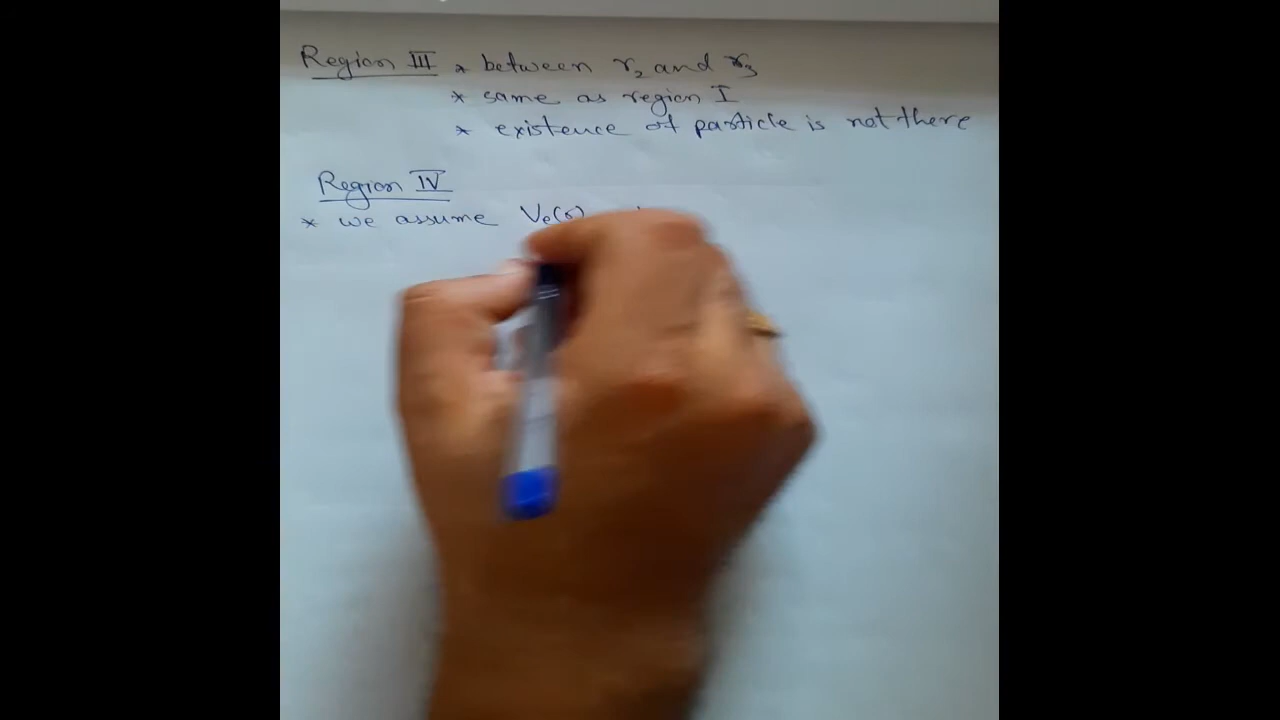 Region III * between r₂ and r₃
* same as region I
* existence of particle is not there
Region IV
* we assume Ve(r)